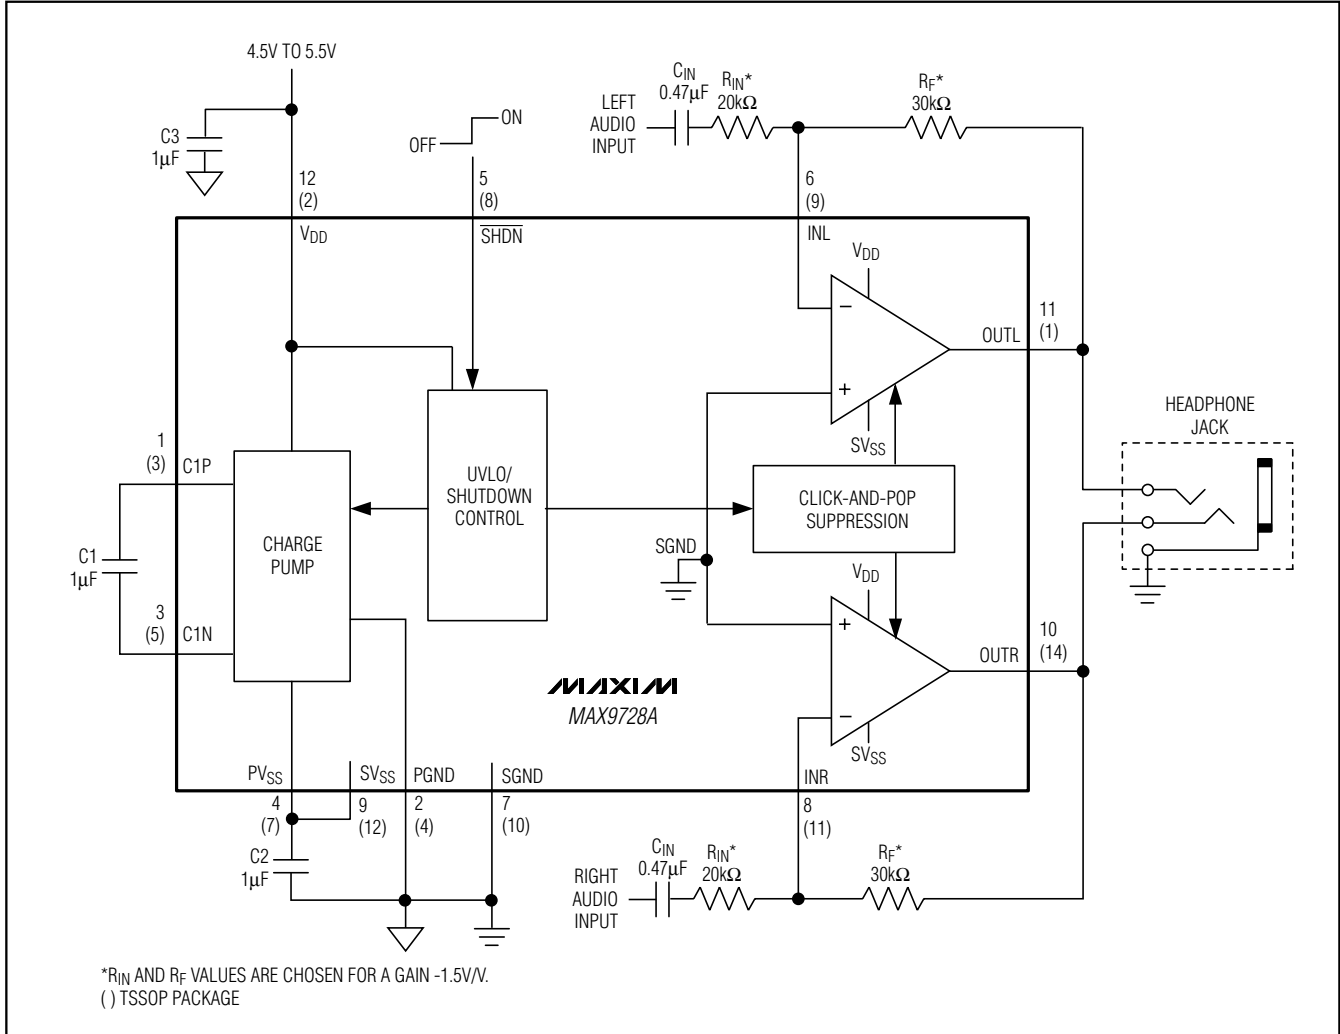 4.5V TO 5.5V
C3
1µF
OFF
ON
12
(2)
5
(8)
LEFT
AUDIO
INPUT
CIN
0.47µF
RIN*
20kΩ
RF*
30kΩ
6
(9)
VDD
SHDN
INL
VDD
−
+
SVSS
OUTL
11
(1)
HEADPHONE
JACK
1
(3)
C1P
C1
1µF
3
(5)
C1N
CHARGE
PUMP
UVLO/
SHUTDOWN
CONTROL
CLICK-AND-POP
SUPPRESSION
SGND
VDD
+
−
SVSS
OUTR
10
(14)
MAXIM
MAX9728A
PVSS
SVSS
PGND
SGND
INR
4
(7)
9
(12)
2
(4)
7
(10)
8
(11)
C2
1µF
RIGHT
AUDIO
INPUT
CIN
0.47µF
RIN*
20kΩ
RF*
30kΩ
*RIN AND RF VALUES ARE CHOSEN FOR A GAIN -1.5V/V.
( ) TSSOP PACKAGE